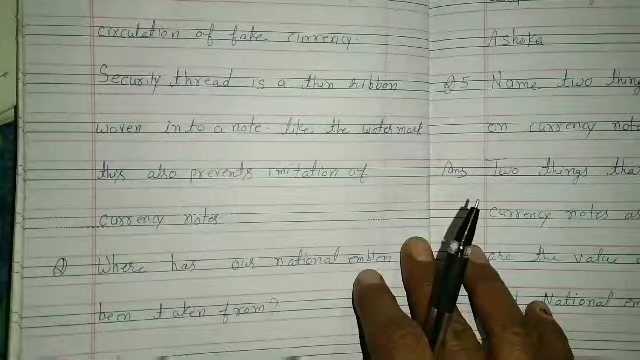 circulation of fake currency
Security thread is a thin ribbon
woven into a note. like the watermark
this also prevents imitation of
currency notes
Q Where has our national emblem
been taken from?
Ashoka
Q5 Name two thing
on currency note
Ans Two things tha
currency notes as
are the value
National em